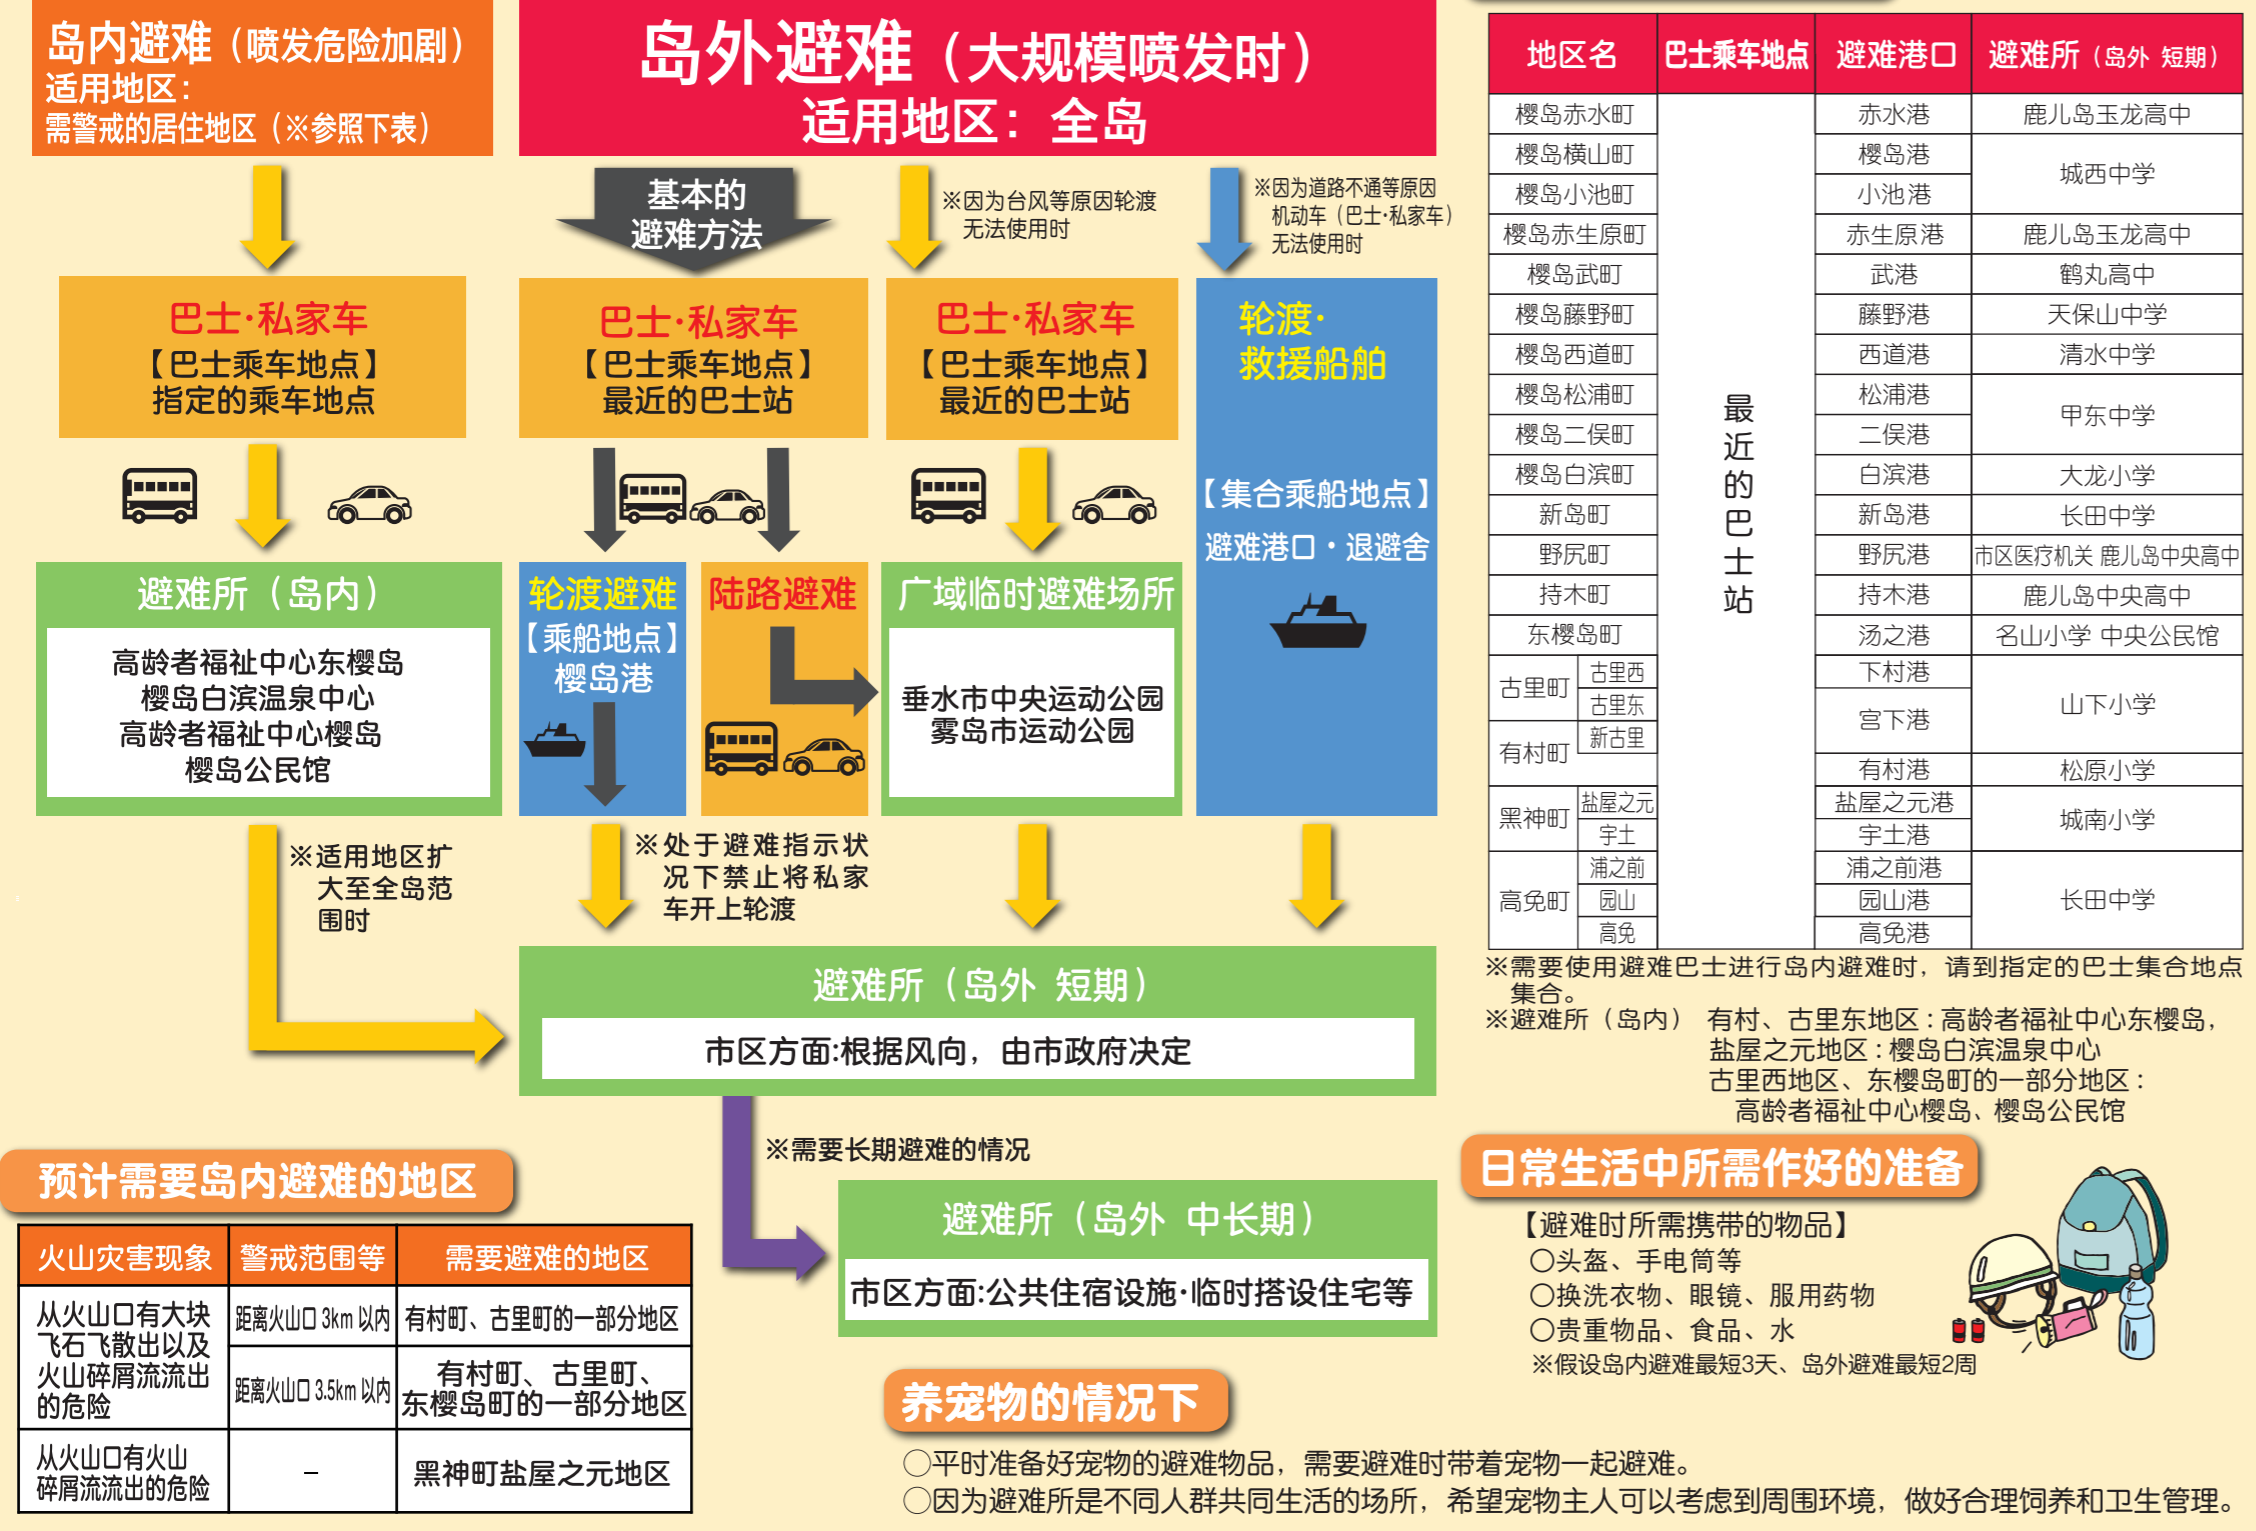 岛内避难（喷发危险加剧）
适用地区：
需警戒的居住地区（※参照下表）
岛外避难（大规模喷发时）
适用地区：全岛
基本的
避难方法
※因为台风等原因轮渡
无法使用时
※因为道路不通等原因
机动车（巴士·私家车）
无法使用时
巴士·私家车
【巴士乘车地点】
指定的乘车地点
巴士·私家车
【巴士乘车地点】
最近的巴士站
巴士·私家车
【巴士乘车地点】
最近的巴士站
轮渡·
救援船舶
【集合乘船地点】
避难港口·退避舍
避难所（岛内）
高龄者福祉中心东樱岛
樱岛白滨温泉中心
高龄者福祉中心樱岛
樱岛公民馆
轮渡避难
【乘船地点】
樱岛港
陆路避难
广域临时避难场所
垂水市中央运动公园
雾岛市运动公园
※适用地区扩
大至全岛范
围时
※处于避难指示状
况下禁止将私家
车开上轮渡
避难所（岛外 短期）
市区方面:根据风向，由市政府决定
※需要长期避难的情况
避难所（岛外 中长期）
市区方面:公共住宿设施·临时搭设住宅等
预计需要岛内避难的地区
火山灾害现象 警戒范围等 需要避难的地区
从火山口有大块
飞石飞散出以及
火山碎屑流流出
的危险
距离火山口 3km 以内 有村町、古里町的一部分地区
距离火山口 3.5km 以内 有村町、古里町、
东樱岛町的一部分地区
从火山口有火山
碎屑流流出的危险
– 黑神町盐屋之元地区
养宠物的情况下
○平时准备好宠物的避难物品，需要避难时带着宠物一起避难。
○因为避难所是不同人群共同生活的场所，希望宠物主人可以考虑到周围环境，做好合理饲养和卫生管理。
地区名 巴士乘车地点 避难港口 避难所（岛外 短期）
最近的巴士站
樱岛赤水町 赤水港 鹿儿岛玉龙高中
樱岛横山町 樱岛港 城西中学
樱岛小池町 小池港
樱岛赤生原町 赤生原港 鹿儿岛玉龙高中
樱岛武町 武港 鹤丸高中
樱岛藤野町 藤野港 天保山中学
樱岛西道町 西道港 清水中学
樱岛松浦町 松浦港 甲东中学
樱岛二俣町 二俣港
樱岛白滨町 白滨港 大龙小学
新岛町 新岛港 长田中学
野尻町 野尻港 市区医疗机关 鹿儿岛中央高中
持木町 持木港 鹿儿岛中央高中
东樱岛町 汤之港 名山小学 中央公民馆
古里町 古里西 下村港 山下小学
古里东 宫下港
有村町 新古里
有村港 松原小学
黑神町 盐屋之元 盐屋之元港 城南小学
宇土 宇土港
高免町 浦之前 浦之前港 长田中学
园山 园山港
高免 高免港
※需要使用避难巴士进行岛内避难时，请到指定的巴士集合地点
集合。
※避难所（岛内） 有村、古里东地区：高龄者福祉中心东樱岛，
盐屋之元地区：樱岛白滨温泉中心
古里西地区、东樱岛町的一部分地区：
高龄者福祉中心樱岛、樱岛公民馆
日常生活中所需作好的准备
【避难时所需携带的物品】
○头盔、手电筒等
○换洗衣物、眼镜、服用药物
○贵重物品、食品、水
※假设岛内避难最短3天、岛外避难最短2周